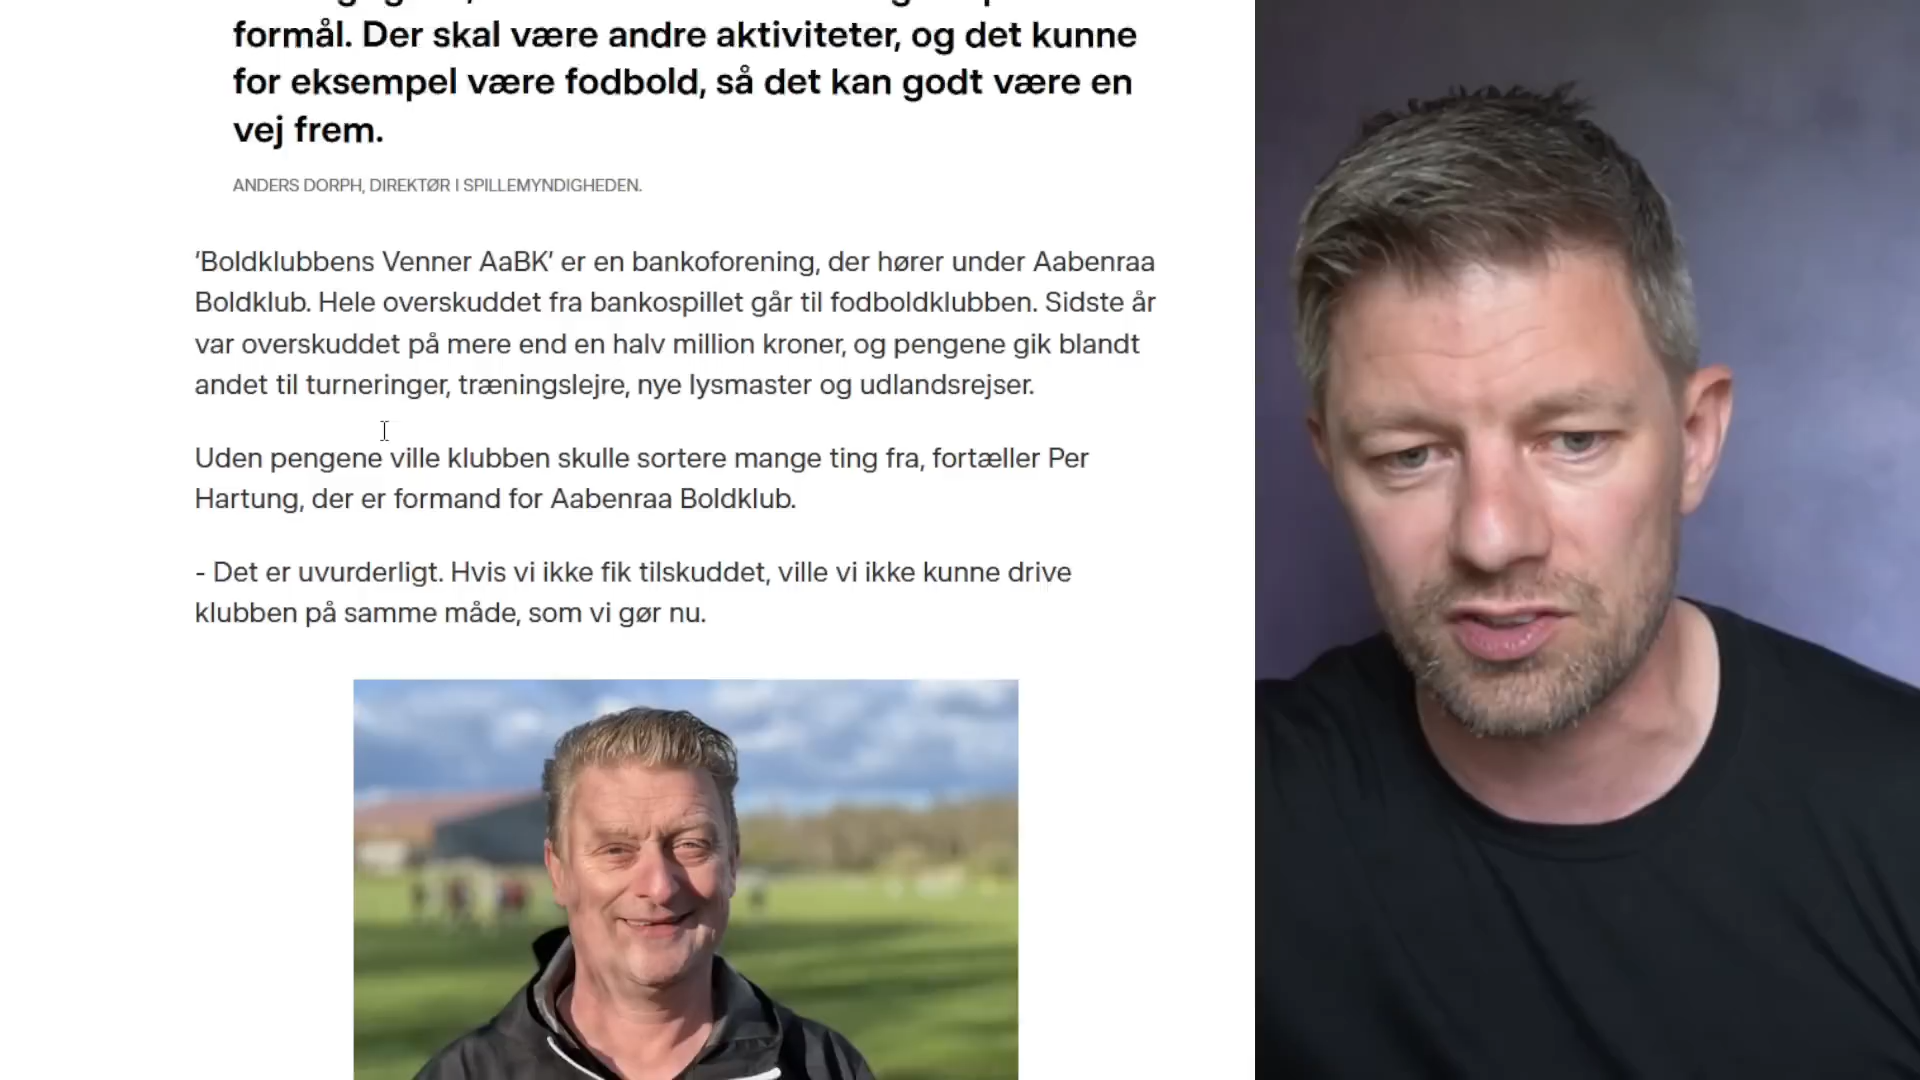 formål. Der skal være andre aktiviteter, og det kunne
for eksempel være fodbold, så det kan godt være en
vej frem.
ANDERS DORPH, DIREKTØR I SPILLEMYNDIGHEDEN.
'Boldklubbens Venner AaBK' er en bankoforening, der hører under Aabenraa
Boldklub. Hele overskuddet fra bankospillet går til fodboldklubben. Sidste år
var overskuddet på mere end en halv million kroner, og pengene gik blandt
andet til turneringer, træningslejre, nye lysmaster og udlandsrejser.
Uden pengene ville klubben skulle sortere mange ting fra, fortæller Per
Hartung, der er formand for Aabenraa Boldklub.
- Det er uvurderligt. Hvis vi ikke fik tilskuddet, ville vi ikke kunne drive
klubben på samme måde, som vi gør nu.